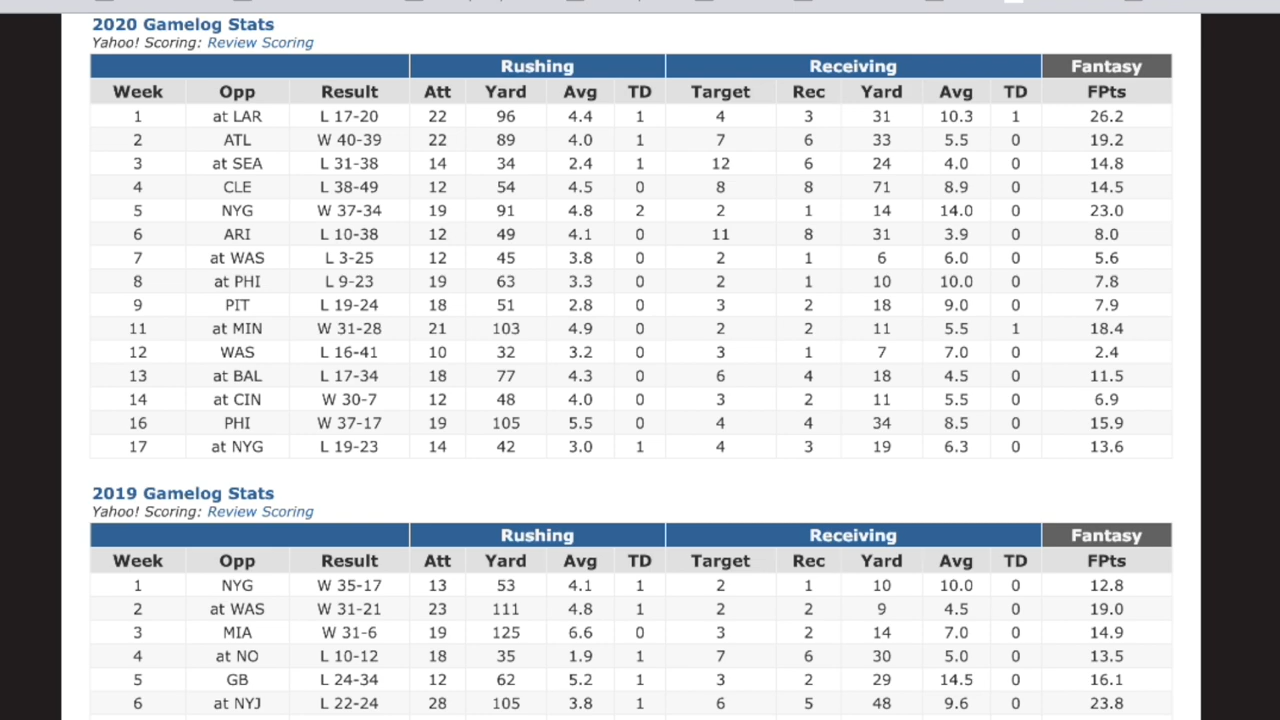 2020 Gamelog Stats
Yahoo! Scoring: Review Scoring
Rushing Receiving Fantasy
Week Opp Result Att Yard Avg TD Target Rec Yard Avg TD FPts
1 at LAR L 17-20 22 96 4.4 1 4 3 31 10.3 1 26.2
2 ATL W 40-39 22 89 4.0 1 7 6 33 5.5 0 19.2
3 at SEA L 31-38 14 34 2.4 1 12 6 24 4.0 0 14.8
4 CLE L 38-49 12 54 4.5 0 8 8 71 8.9 0 14.5
5 NYG W 37-34 19 91 4.8 2 2 1 14 14.0 0 23.0
6 ARI L 10-38 12 49 4.1 0 11 8 31 3.9 0 8.0
7 at WAS L 3-25 12 45 3.8 0 2 1 6 6.0 0 5.6
8 at PHI L 9-23 19 63 3.3 0 2 1 10 10.0 0 7.8
9 PIT L 19-24 18 51 2.8 0 3 2 18 9.0 0 7.9
11 at MIN W 31-28 21 103 4.9 0 2 2 11 5.5 1 18.4
12 WAS L 16-41 10 32 3.2 0 3 1 7 7.0 0 2.4
13 at BAL L 17-34 18 77 4.3 0 6 4 18 4.5 0 11.5
14 at CIN W 30-7 12 48 4.0 0 3 2 11 5.5 0 6.9
16 PHI W 37-17 19 105 5.5 0 4 4 34 8.5 0 15.9
17 at NYG L 19-23 14 42 3.0 1 4 3 19 6.3 0 13.6
2019 Gamelog Stats
Yahoo! Scoring: Review Scoring
Rushing Receiving Fantasy
Week Opp Result Att Yard Avg TD Target Rec Yard Avg TD FPts
1 NYG W 35-17 13 53 4.1 1 2 1 10 10.0 0 12.8
2 at WAS W 31-21 23 111 4.8 1 2 2 9 4.5 0 19.0
3 MIA W 31-6 19 125 6.6 0 3 2 14 7.0 0 14.9
4 at NO L 10-12 18 35 1.9 1 7 6 30 5.0 0 13.5
5 GB L 24-34 12 62 5.2 1 3 2 29 14.5 0 16.1
6 at NYJ L 22-24 28 105 3.8 1 6 5 48 9.6 0 23.8